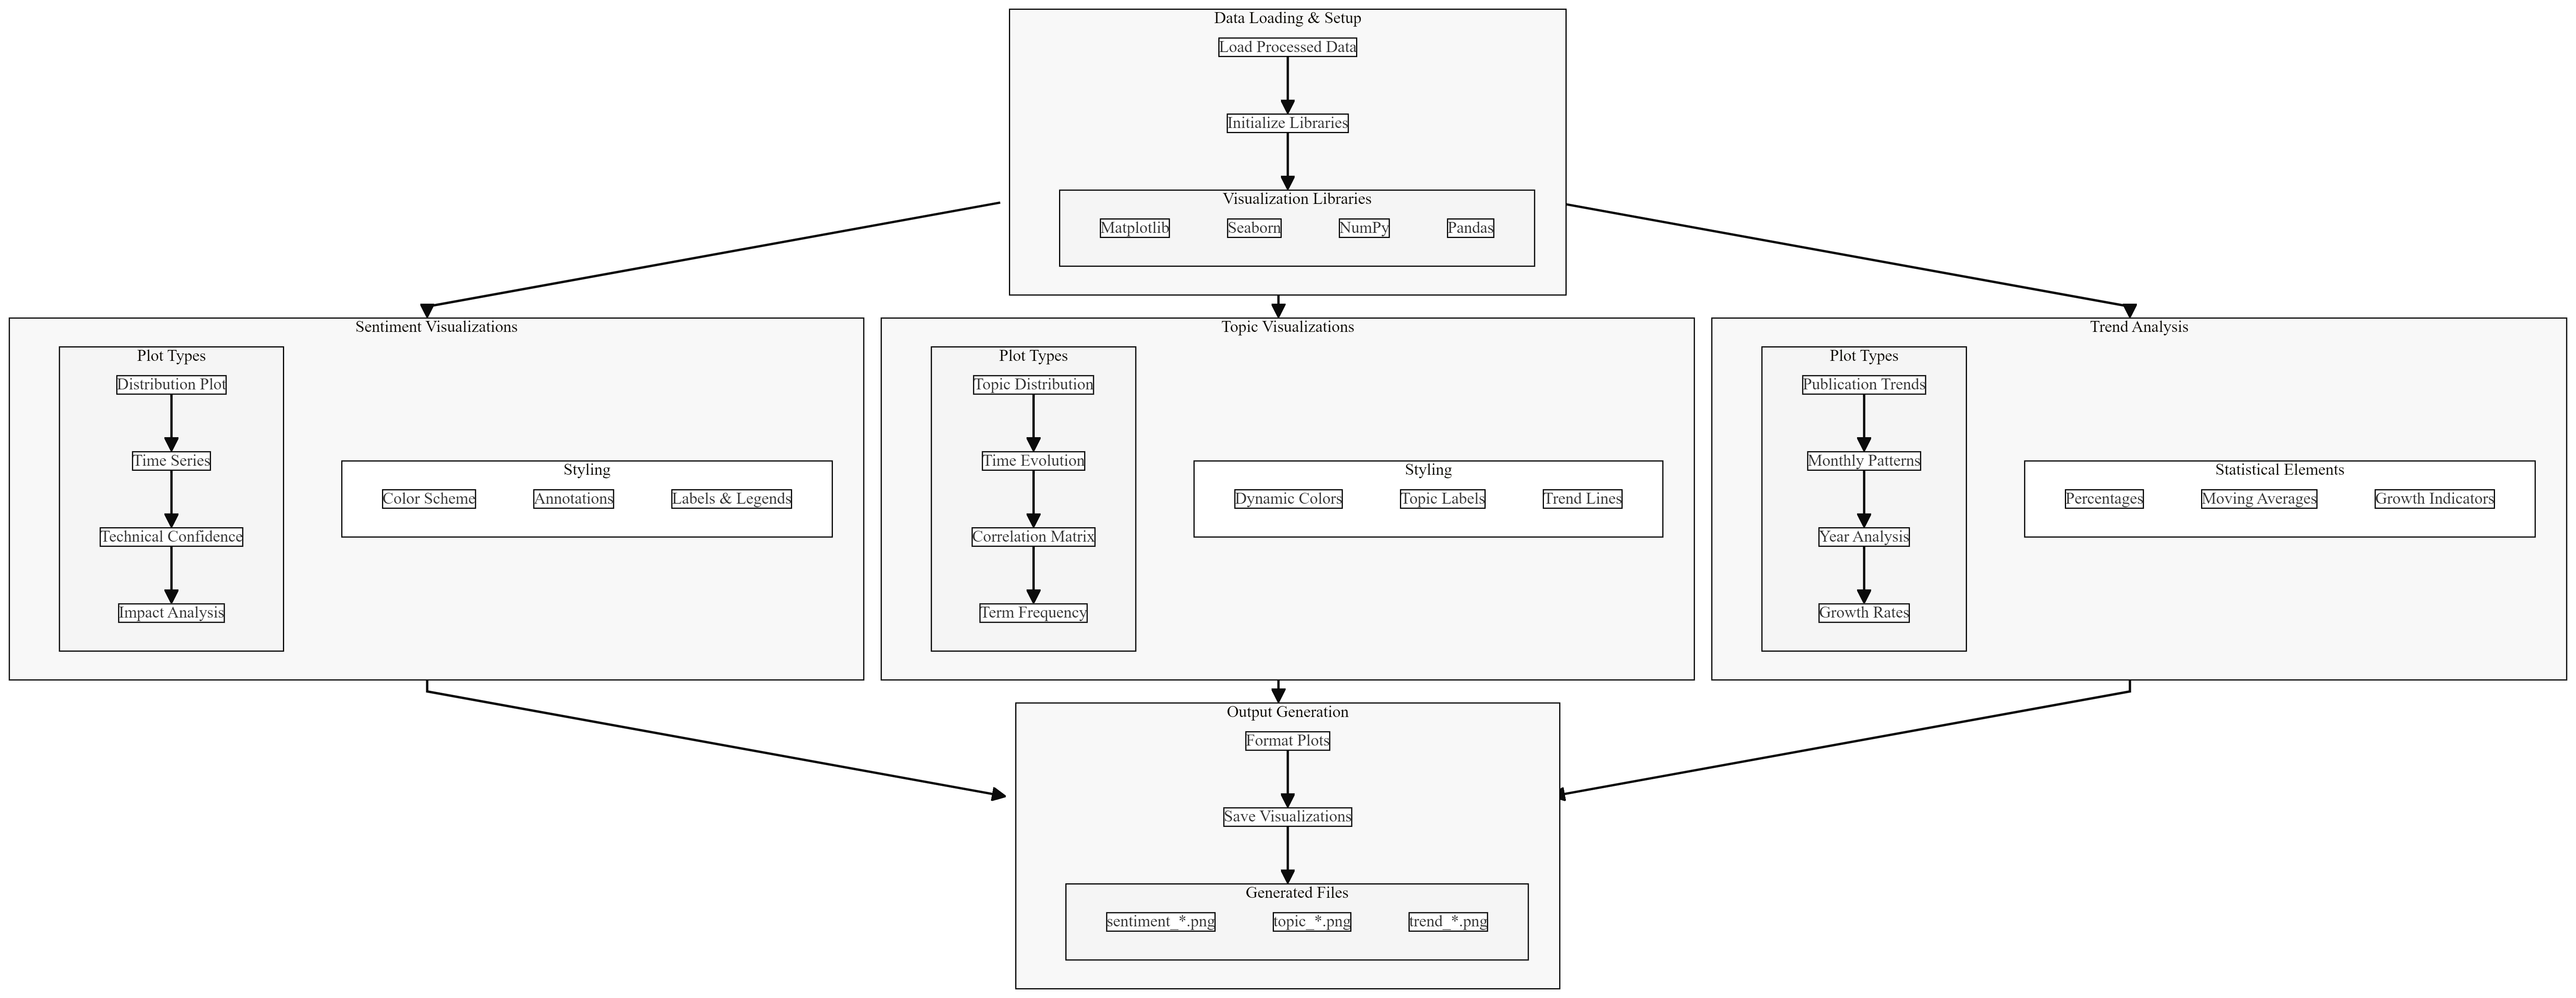 Data Loading & Setup
Load Processed Data
Initialize Libraries
Visualization Libraries
Matplotlib
Seaborn
NumPy
Pandas
Sentiment Visualizations
Plot Types
Distribution Plot
Time Series
Technical Confidence
Impact Analysis
Styling
Color Scheme
Annotations
Labels & Legends
Topic Visualizations
Plot Types
Topic Distribution
Time Evolution
Correlation Matrix
Term Frequency
Styling
Dynamic Colors
Topic Labels
Trend Lines
Trend Analysis
Plot Types
Publication Trends
Monthly Patterns
Year Analysis
Growth Rates
Statistical Elements
Percentages
Moving Averages
Growth Indicators
Output Generation
Format Plots
Save Visualizations
Generated Files
sentiment_*.png
topic_*.png
trend_*.png